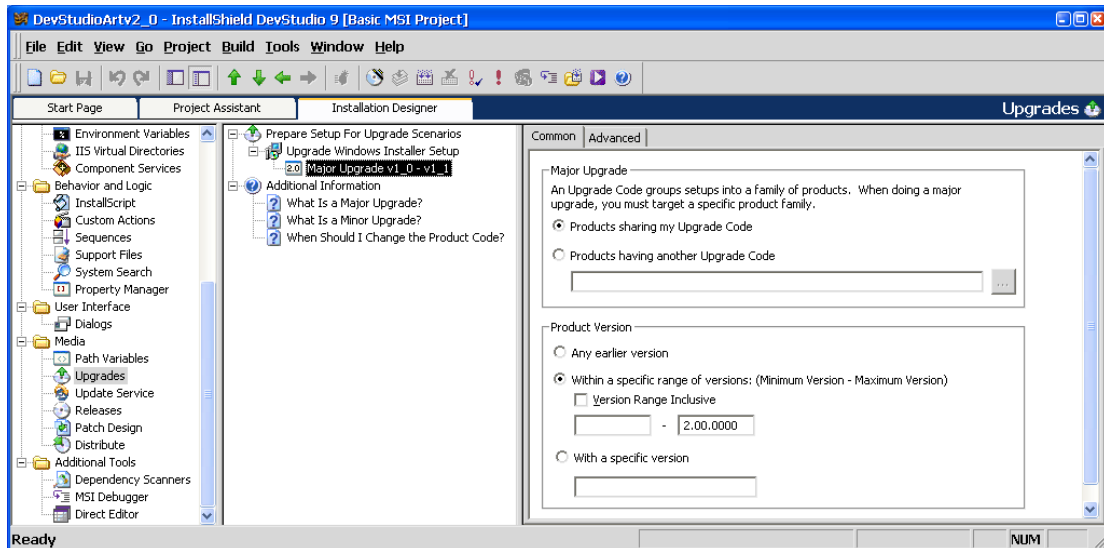 DevStudioArtv2_0 - InstallShield DevStudio 9 [Basic MSI Project]
File Edit View Go Project Build Tools Window Help
Start Page
Project Assistant
Installation Designer
Upgrades
Environment Variables
IIS Virtual Directories
Component Services
Behavior and Logic
InstallScript
Custom Actions
Sequences
Support Files
System Search
Property Manager
User Interface
Dialogs
Media
Path Variables
Upgrades
Update Service
Releases
Patch Design
Distribute
Additional Tools
Dependency Scanners
MSI Debugger
Direct Editor
Prepare Setup For Upgrade Scenarios
Upgrade Windows Installer Setup
2.0 Major Upgrade v1_0 - v1_1
Additional Information
What Is a Major Upgrade?
What Is a Minor Upgrade?
When Should I Change the Product Code?
Common
Advanced
Major Upgrade
An Upgrade Code groups setups into a family of products. When doing a major
upgrade, you must target a specific product family.
Products sharing my Upgrade Code
Products having another Upgrade Code
...
Product Version
Any earlier version
Within a specific range of versions: (Minimum Version - Maximum Version)
Version Range Inclusive
- 2.00.0000
With a specific version
Ready
NUM